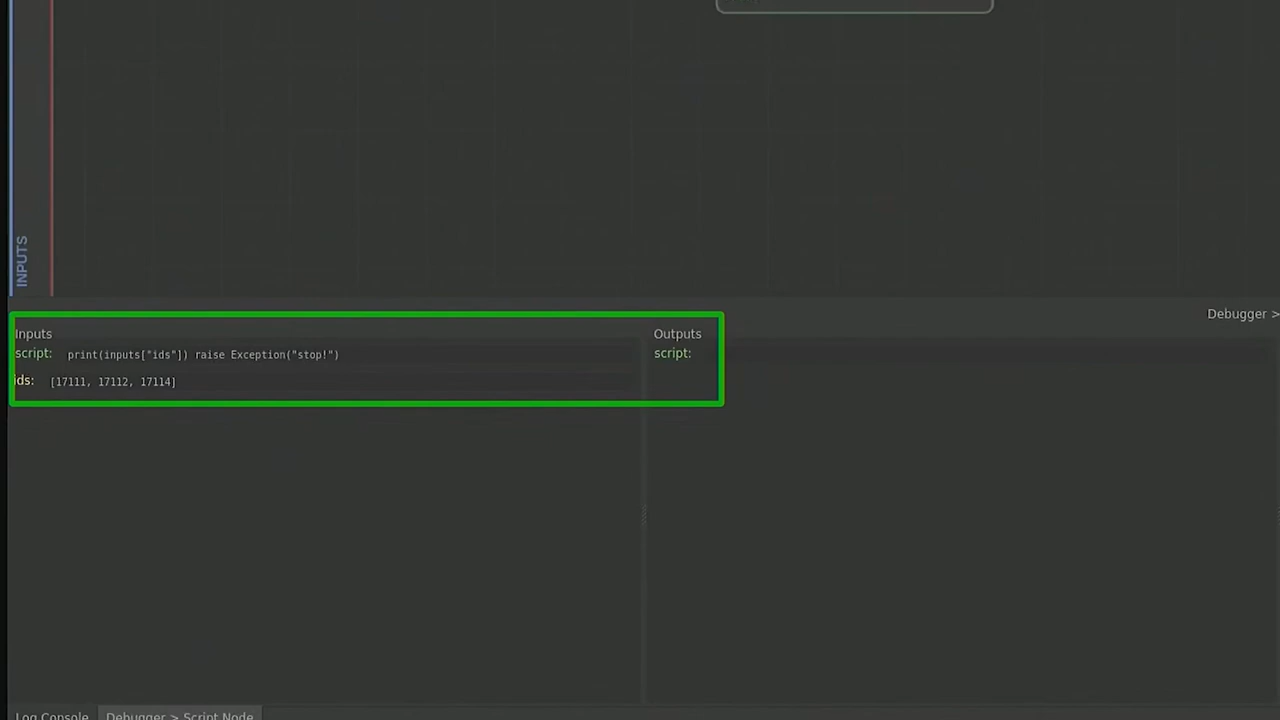 INPUTS
Debugger >
Inputs
Outputs
script: print(inputs["ids"]) raise Exception("stop!")
script:
ids: [17111, 17112, 17114]
Log Console
Debugger > Script Node